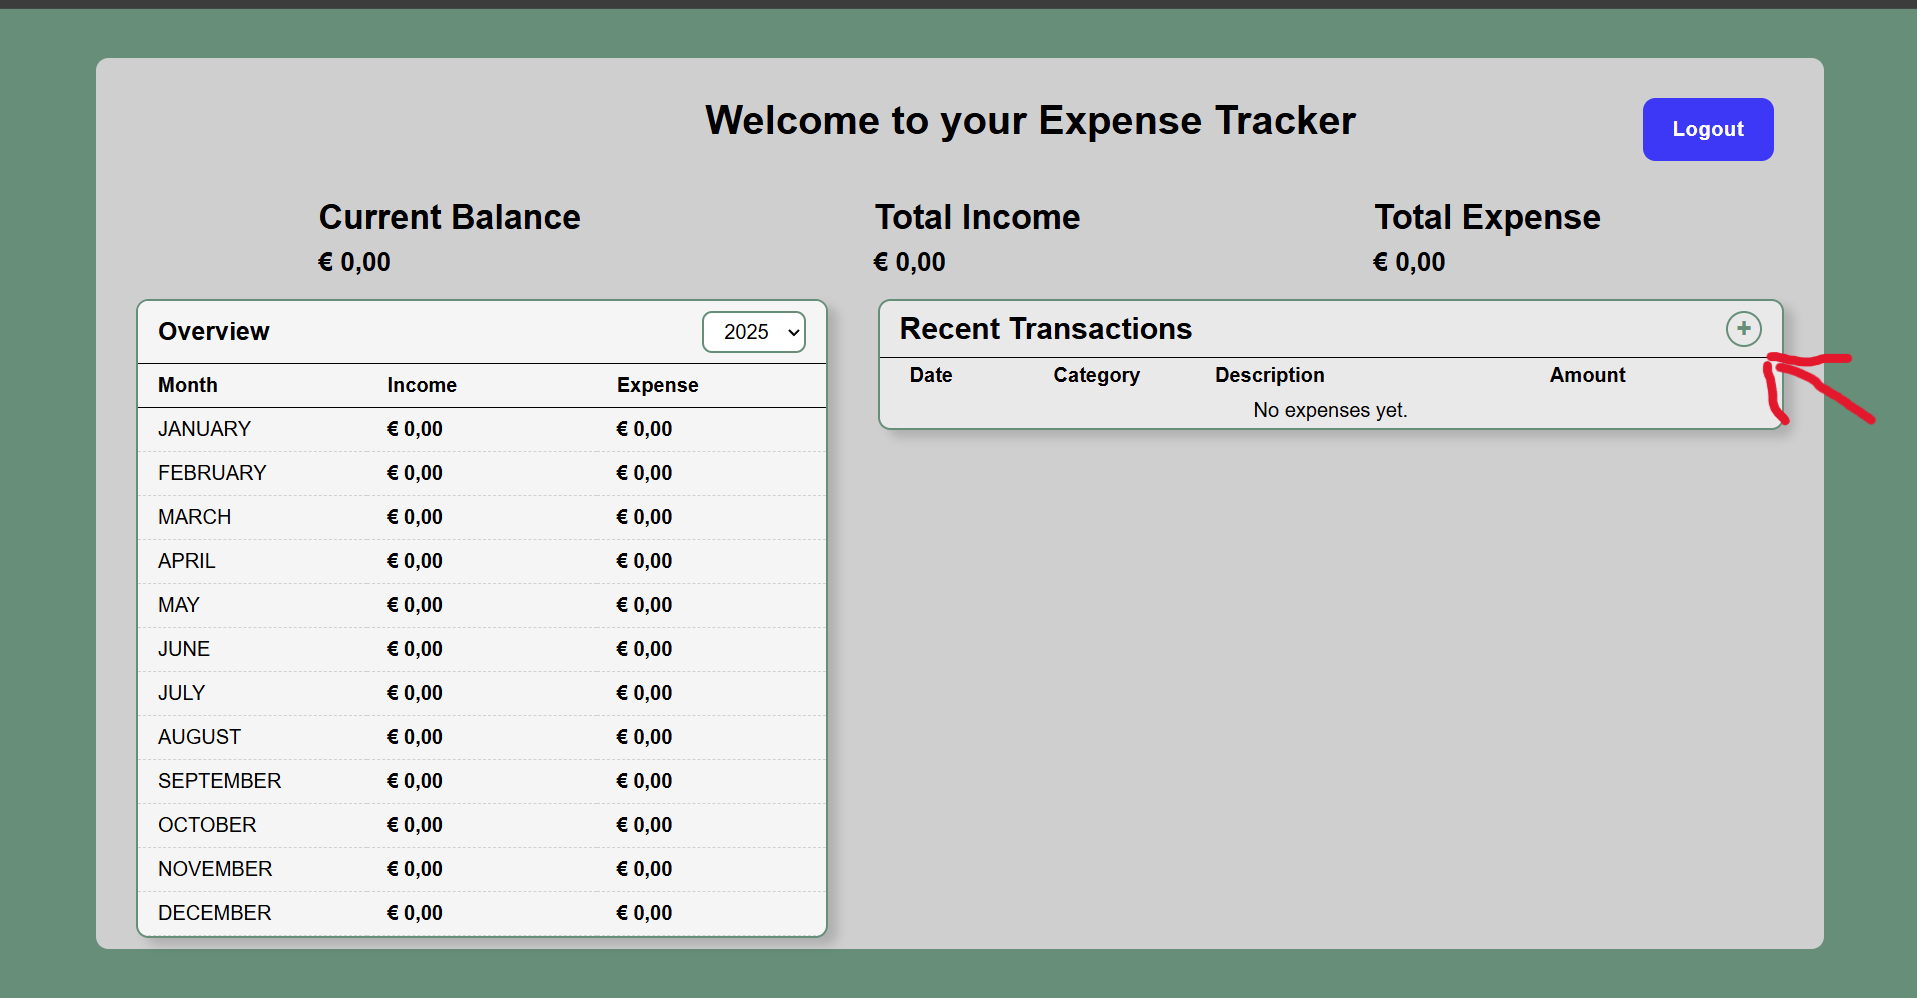 Welcome to your Expense Tracker
Logout
Current Balance
€ 0,00
Total Income
€ 0,00
Total Expense
€ 0,00
Overview
2025
Month Income Expense
JANUARY € 0,00 € 0,00
FEBRUARY € 0,00 € 0,00
MARCH € 0,00 € 0,00
APRIL € 0,00 € 0,00
MAY € 0,00 € 0,00
JUNE € 0,00 € 0,00
JULY € 0,00 € 0,00
AUGUST € 0,00 € 0,00
SEPTEMBER € 0,00 € 0,00
OCTOBER € 0,00 € 0,00
NOVEMBER € 0,00 € 0,00
DECEMBER € 0,00 € 0,00
Recent Transactions
+
Date Category Description Amount
No expenses yet.